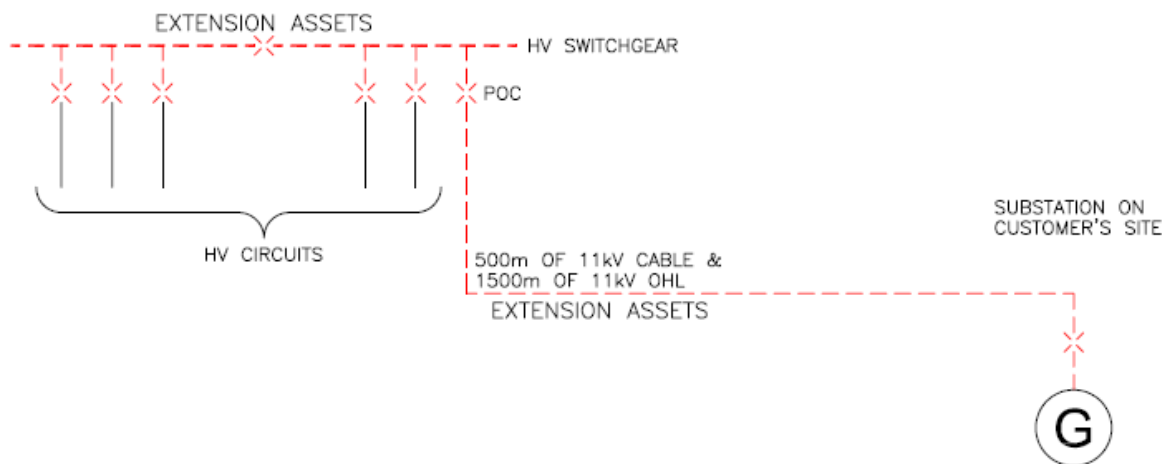 EXTENSION ASSETS
HV SWITCHGEAR
POC
SUBSTATION ON
CUSTOMER'S SITE
HV CIRCUITS
500m OF 11kV CABLE &
1500m OF 11kV OHL
EXTENSION ASSETS
G